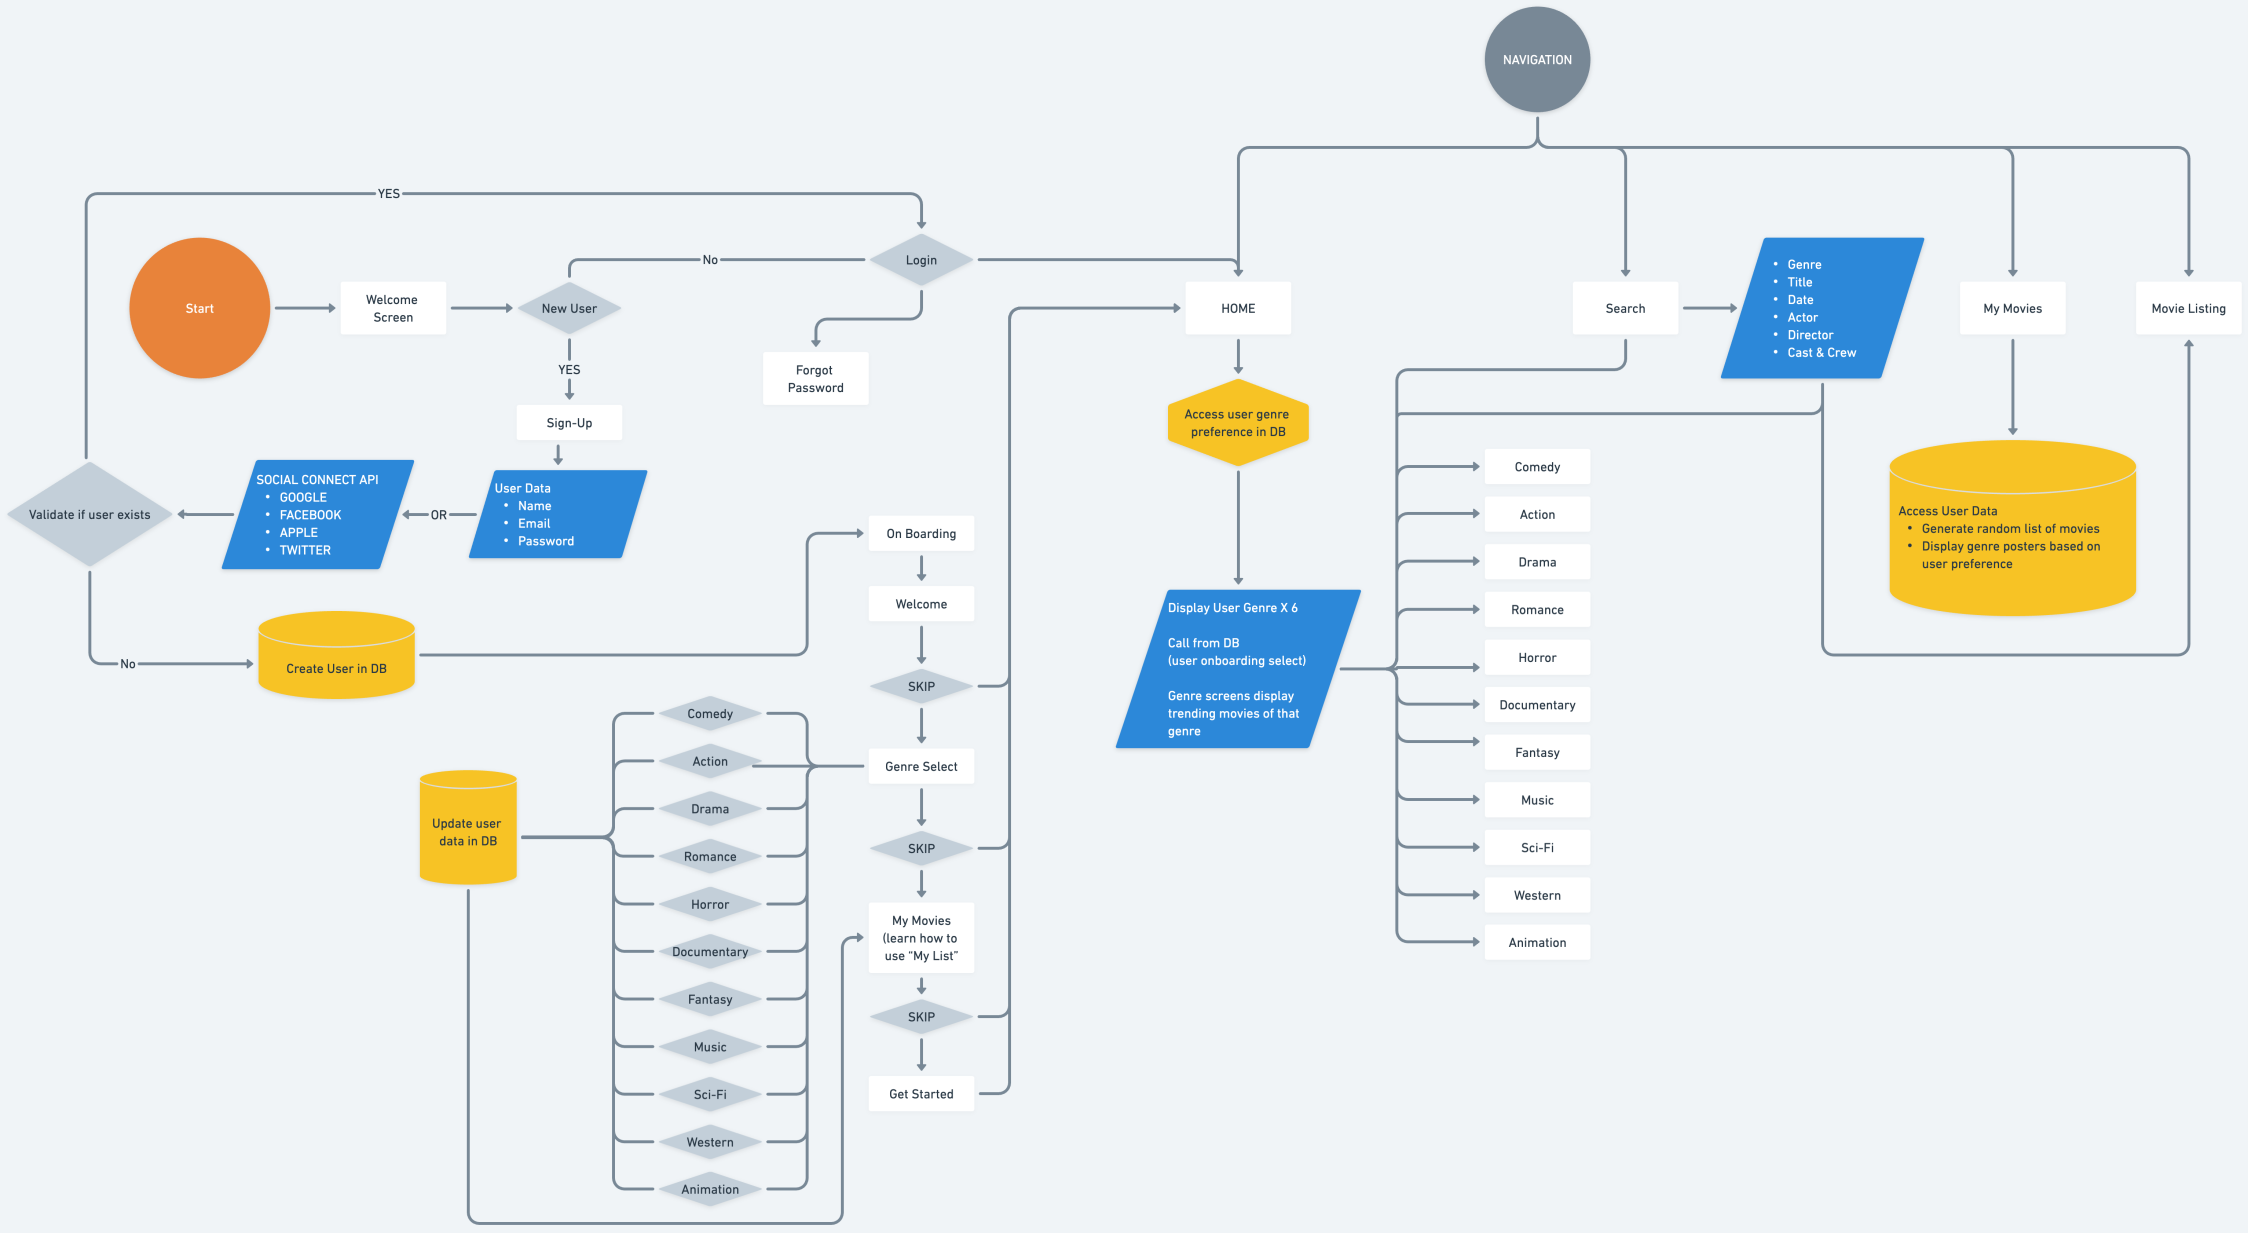 NAVIGATION
YES
Start
Welcome
Screen
New User
No
Login
YES
Sign-Up
Forgot
Password
User Data
• Name
• Email
• Password
OR
SOCIAL CONNECT API
• GOOGLE
• FACEBOOK
• APPLE
• TWITTER
Validate if user exists
No
Create User in DB
On Boarding
Welcome
SKIP
Genre Select
SKIP
My Movies
(learn how to
use “My List”
SKIP
Get Started
Comedy
Action
Drama
Romance
Horror
Documentary
Fantasy
Music
Sci-Fi
Western
Animation
Update user
data in DB
HOME
Access user genre
preference in DB
Display User Genre X 6
Call from DB
(user onboarding select)
Genre screens display
trending movies of that
genre
Search
• Genre
• Title
• Date
• Actor
• Director
• Cast & Crew
Comedy
Action
Drama
Romance
Horror
Documentary
Fantasy
Music
Sci-Fi
Western
Animation
My Movies
Access User Data
• Generate random list of movies
• Display genre posters based on
user preference
Movie Listing